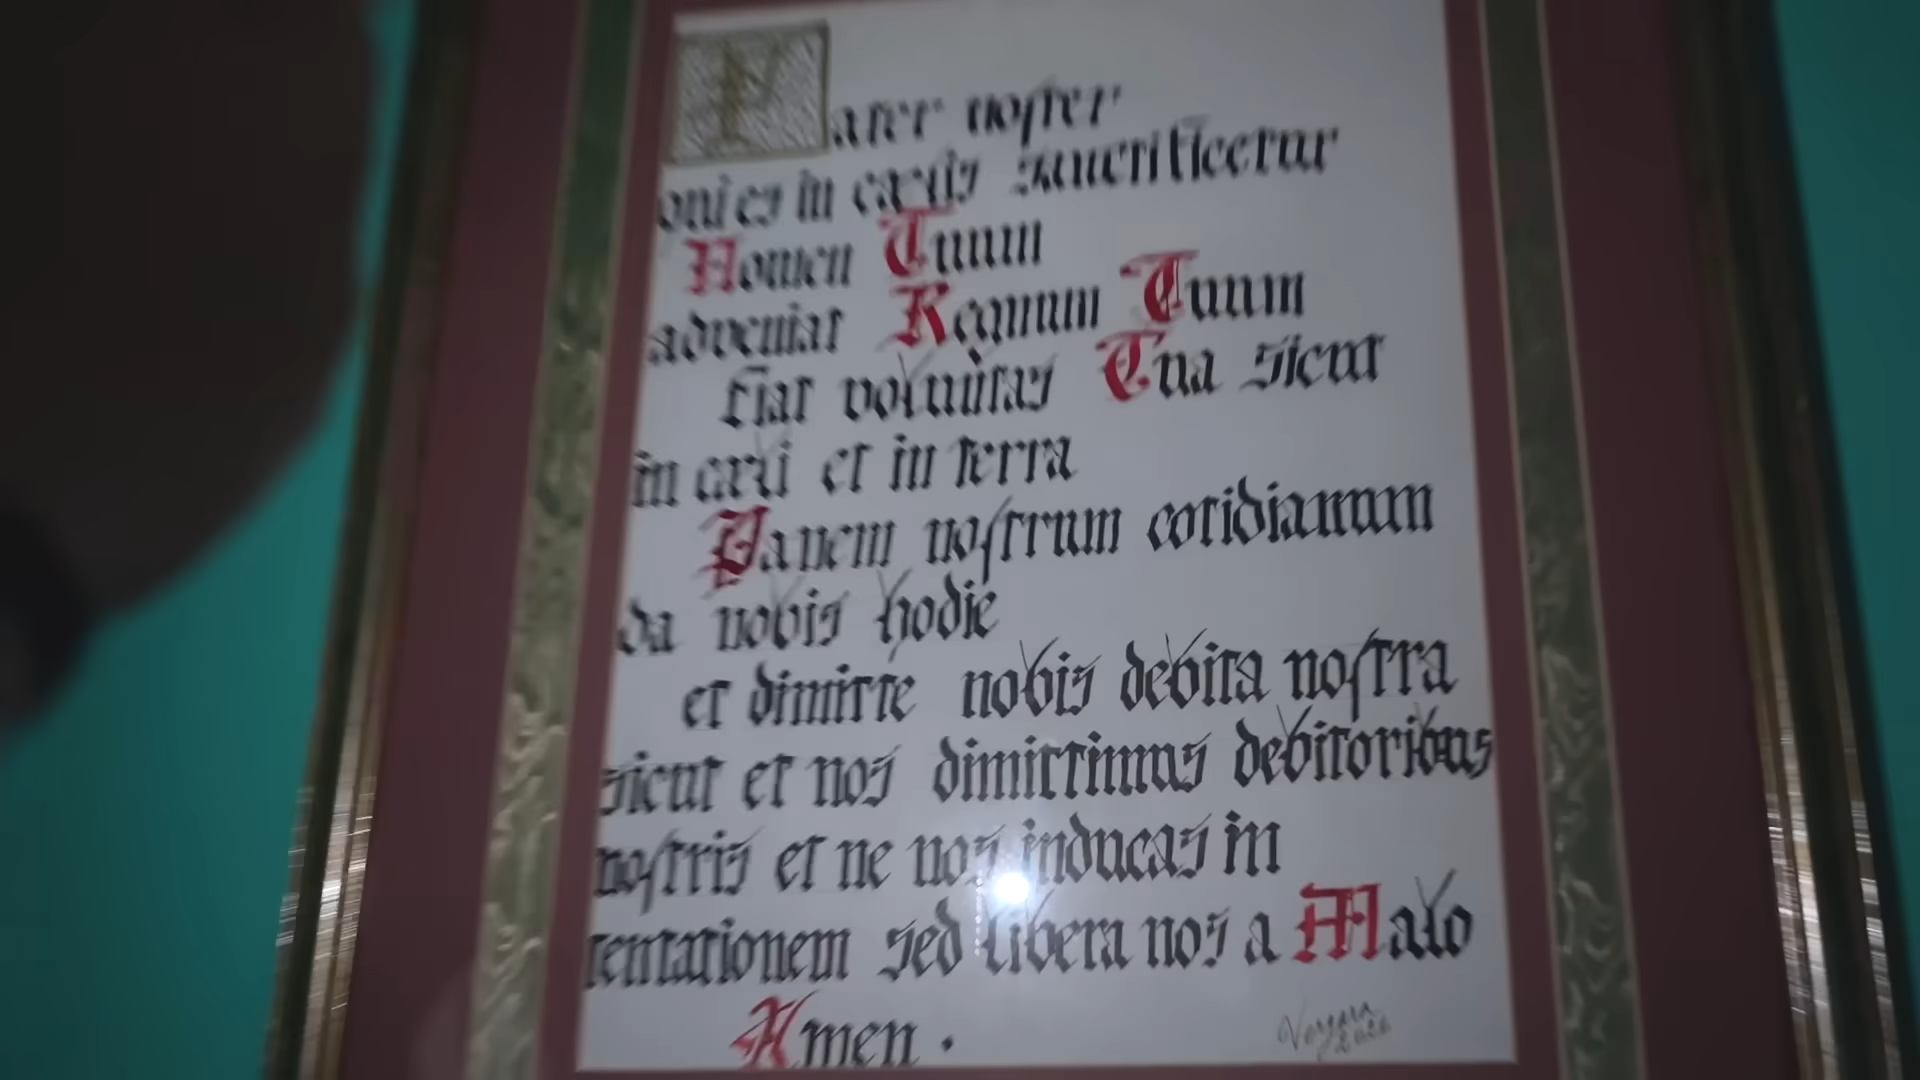 Pater noster
qui es in caelis sanctificetur
Nomen Tuum
adveniat Regnum Tuum
fiat voluntas Tua sicut
in caeli et in terra
Panem nostrum cotidianum
da nobis hodie
et dimitte nobis debita nostra
sicut et nos dimittimus debitoribus
nostris et ne nos inducas in
tentationem sed libera nos a Malo
Amen.